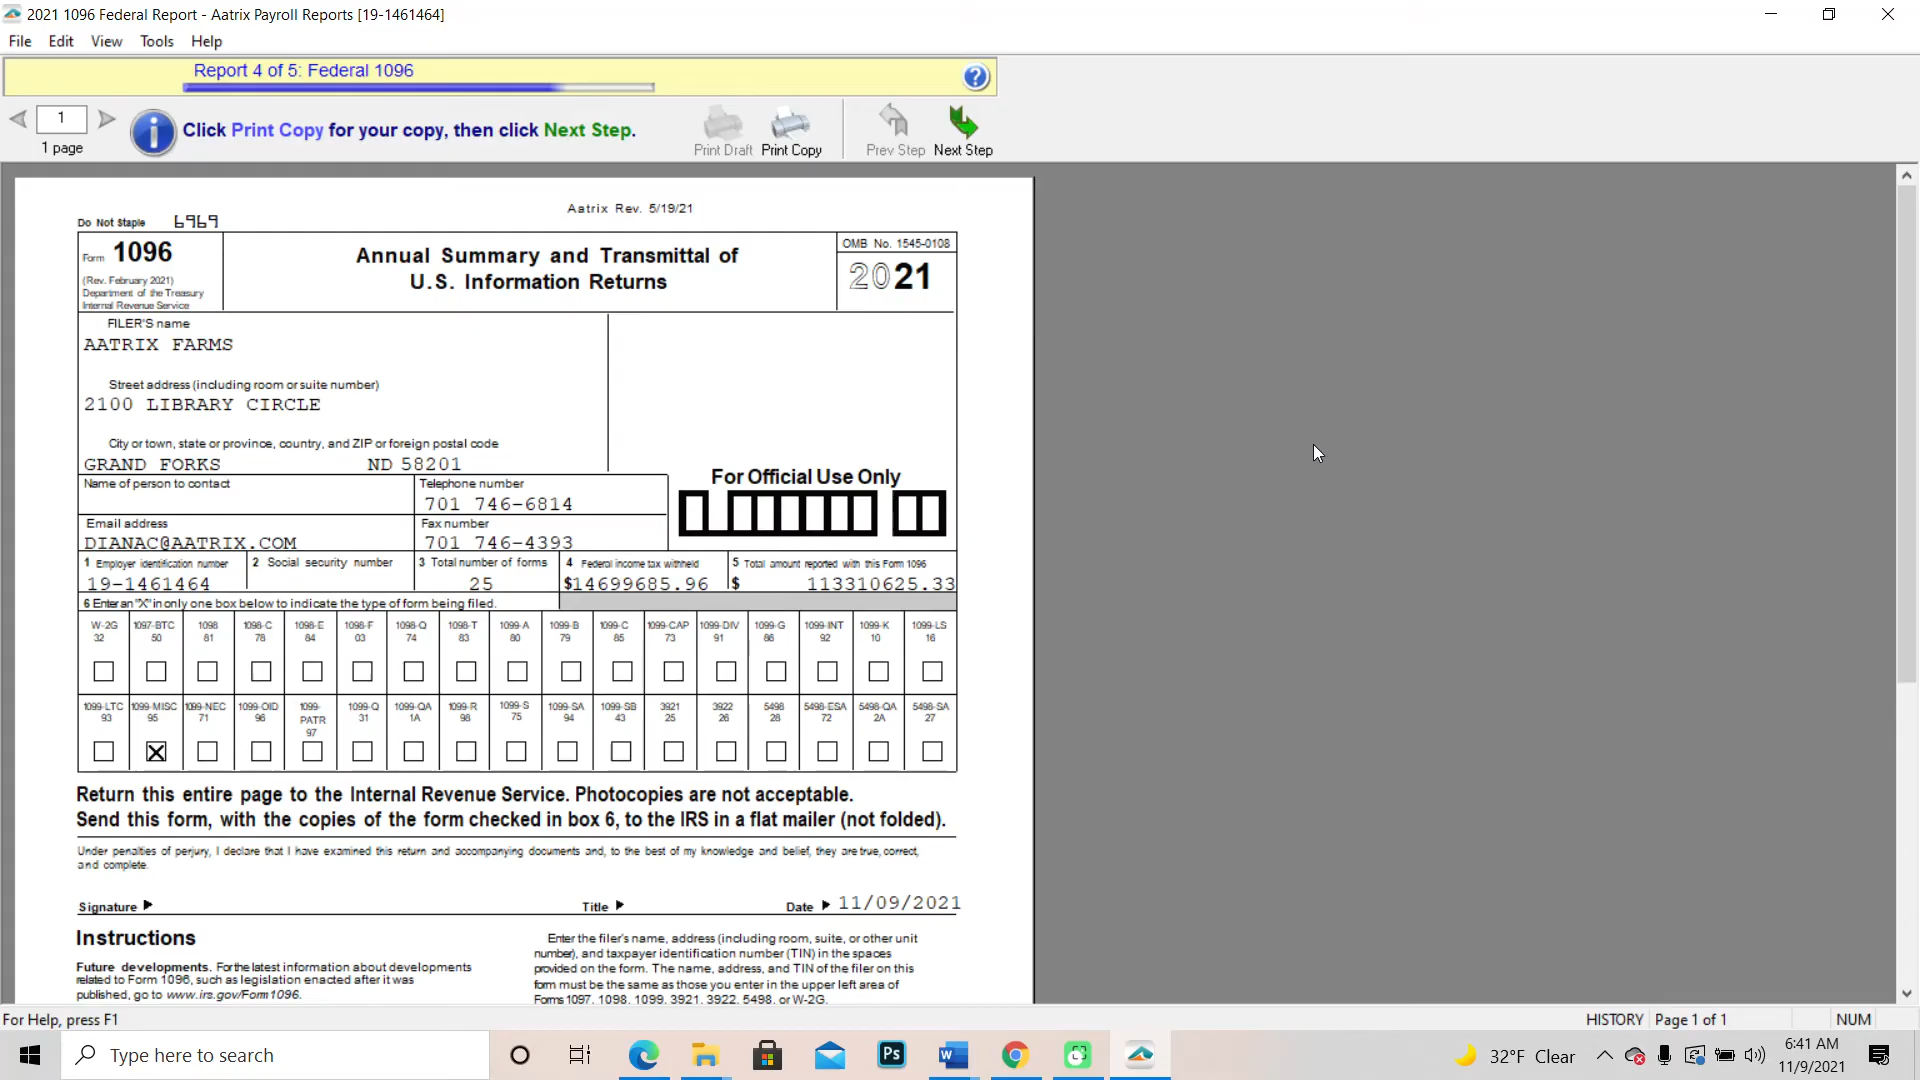 2021 1096 Federal Report - Aatrix Payroll Reports [19-1461464]
File Edit View Tools Help
Report 4 of 5: Federal 1096
?
1
1 page
i
Click Print Copy for your copy, then click Next Step.
Print Draft Print Copy Prev Step Next Step
Aatrix Rev. 5/19/21
Do Not Staple 6969
Form 1096
(Rev. February 2021)
Department of the Treasury
Internal Revenue Service
Annual Summary and Transmittal of
U.S. Information Returns
OMB No. 1545-0108
2021
FILER'S name
AATRIX FARMS
Street address (including room or suite number)
2100 LIBRARY CIRCLE
City or town, state or province, country, and ZIP or foreign postal code
GRAND FORKS ND 58201
For Official Use Only
Name of person to contact Telephone number
701 746-6814
Email address Fax number
DIANAC@AATRIX.COM 701 746-4393
1 Employer identification number 2 Social security number 3 Total number of forms 4 Federal income tax withheld 5 Total amount reported with this Form 1096
19-1461464 25 $14699685.96 $ 113310625.33
6 Enter an "X" in only one box below to indicate the type of form being filed.
W-2G 1097-BTC 1098 1098-C 1098-E 1098-F 1098-Q 1098-T 1099-A 1099-B 1099-C 1099-CAP 1099-DIV 1099-G 1099-INT 1099-K 1099-LS
32 50 81 78 84 03 74 83 80 79 85 73 91 86 92 10 16
1099-LTC 1099-MISC 1099-NEC 1099-OID 1099-PATR 1099-Q 1099-QA 1099-R 1099-S 1099-SA 1099-SB 3921 3922 5498 5498-ESA 5498-QA 5498-SA
93 95 71 96 97 31 1A 98 75 94 43 25 26 28 72 2A 27
X
Return this entire page to the Internal Revenue Service. Photocopies are not acceptable.
Send this form, with the copies of the form checked in box 6, to the IRS in a flat mailer (not folded).
Under penalties of perjury, I declare that I have examined this return and accompanying documents and, to the best of my knowledge and belief, they are true, correct,
and complete.
Signature ▶ Title ▶ Date ▶ 11/09/2021
Instructions
Future developments. For the latest information about developments
related to Form 1096, such as legislation enacted after it was
published, go to www.irs.gov/Form1096.
Enter the filer's name, address (including room, suite, or other unit
number), and taxpayer identification number (TIN) in the spaces
provided on the form. The name, address, and TIN of the filer on this
form must be the same as those you enter in the upper left area of
Forms 1097, 1098, 1099, 3921, 3922, 5498, or W-2G.
For Help, press F1 HISTORY Page 1 of 1 NUM
Type here to search
Ps
W
32°F Clear
6:41 AM
11/9/2021